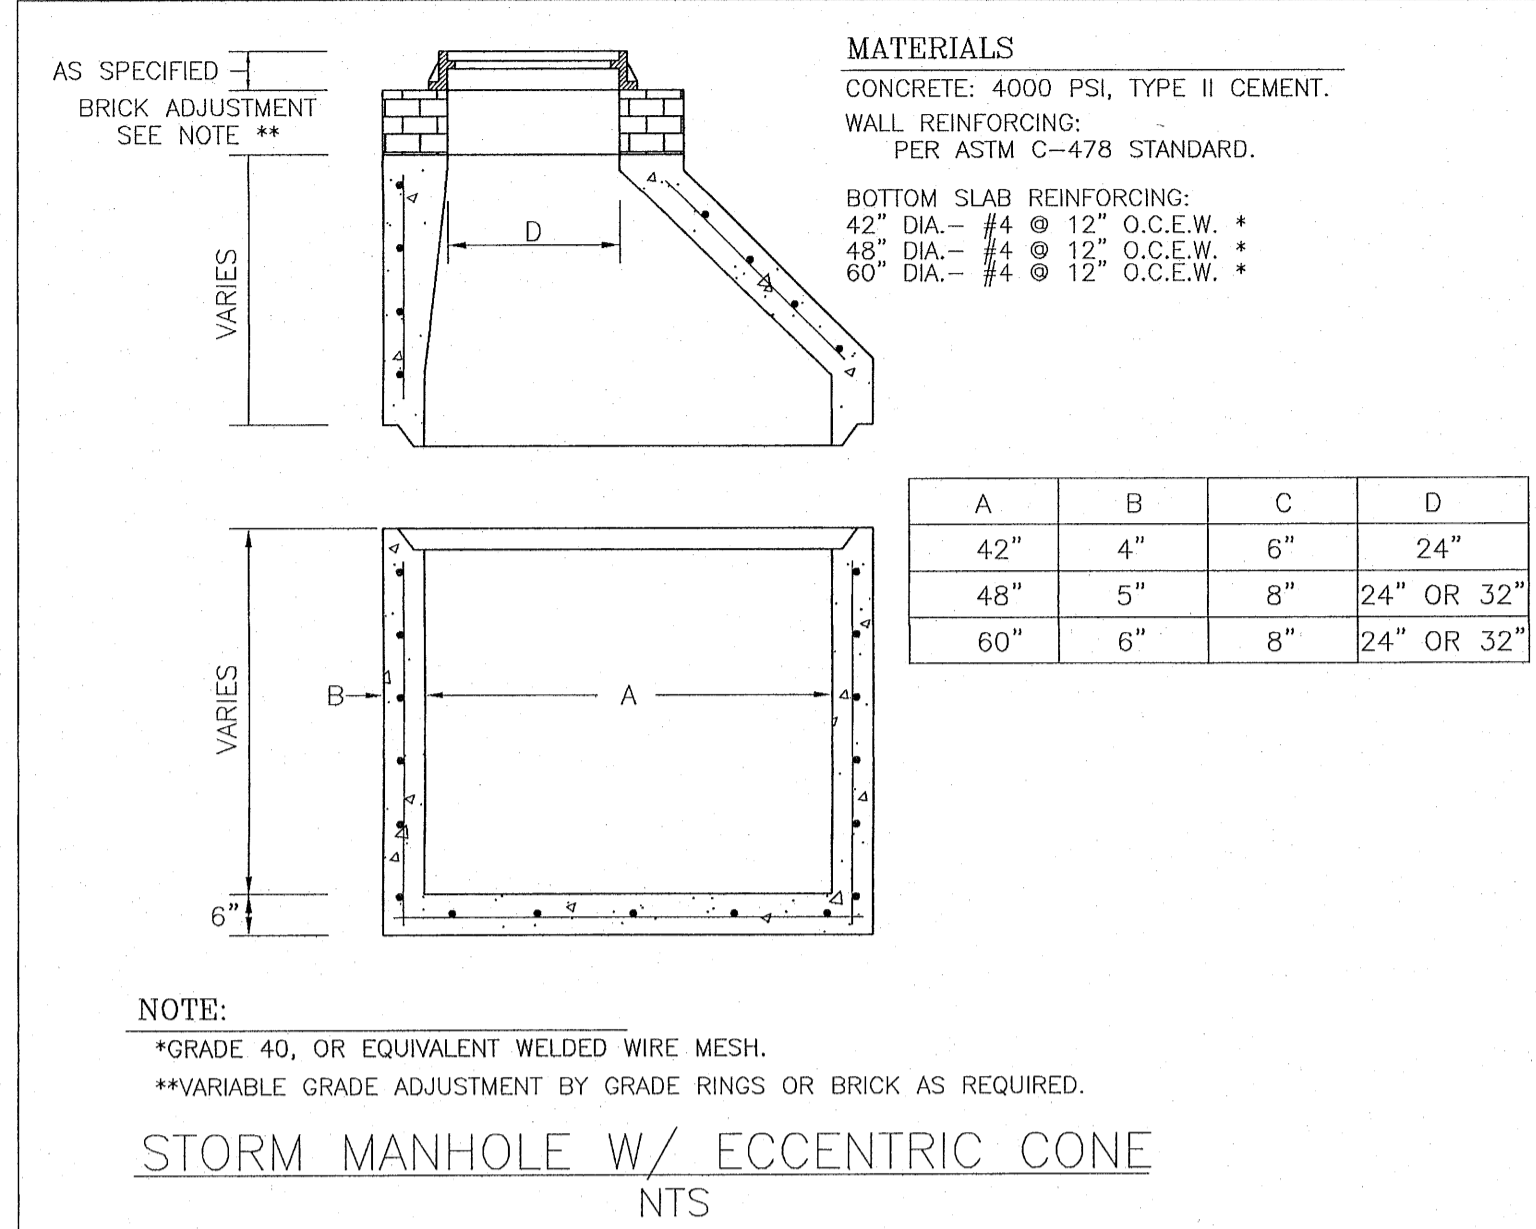 AS SPECIFIED
BRICK ADJUSTMENT
SEE NOTE **
VARIES
D
MATERIALS
CONCRETE: 4000 PSI, TYPE II CEMENT.
WALL REINFORCING:
PER ASTM C-478 STANDARD.
BOTTOM SLAB REINFORCING:
42" DIA.- #4 @ 12" O.C.E.W. *
48" DIA.- #4 @ 12" O.C.E.W. *
60" DIA.- #4 @ 12" O.C.E.W. *
A B C D
42" 4" 6" 24"
48" 5" 8" 24" OR 32"
60" 6" 8" 24" OR 32"
VARIES
B
A
6"
NOTE:
*GRADE 40, OR EQUIVALENT WELDED WIRE MESH.
**VARIABLE GRADE ADJUSTMENT BY GRADE RINGS OR BRICK AS REQUIRED.
STORM MANHOLE W/ ECCENTRIC CONE
NTS